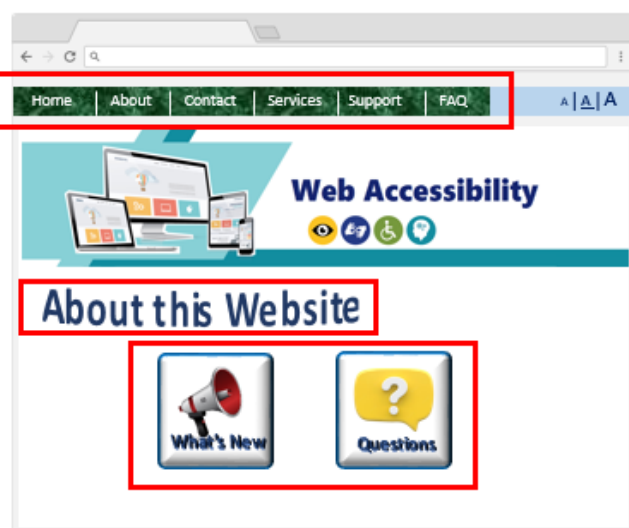 Home About Contact Services Support FAQ A A A
Web Accessibility
About this Website
What's New Questions